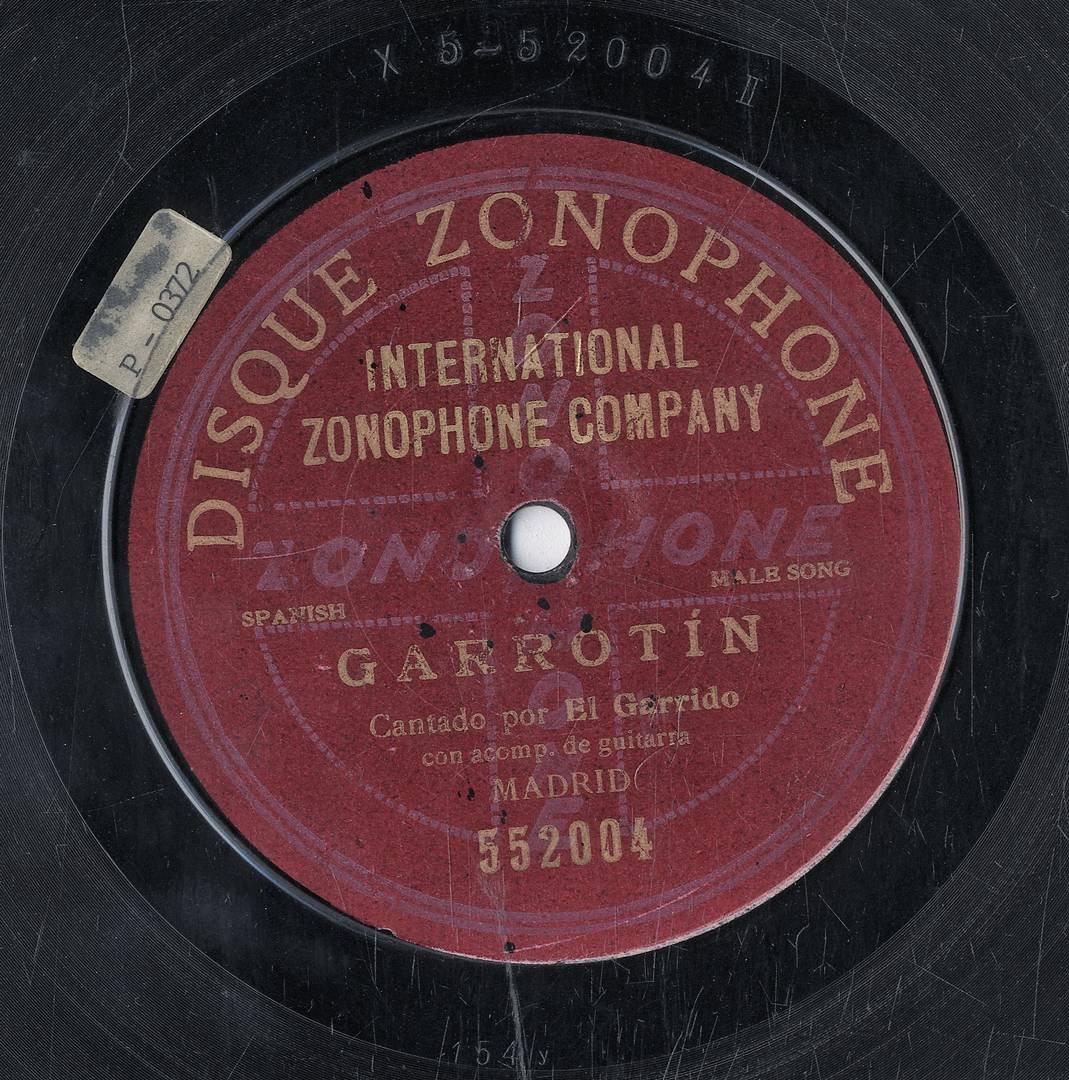 X 5-52004 II
P - 0372
DISQUE ZONOPHONE
INTERNATIONAL
ZONOPHONE COMPANY
ZONOPHONE
ZONOPHONE
SPANISH
MALE SONG
GARROTÍN
Cantado por El Garrido
con acomp. de guitarra
MADRID
552004